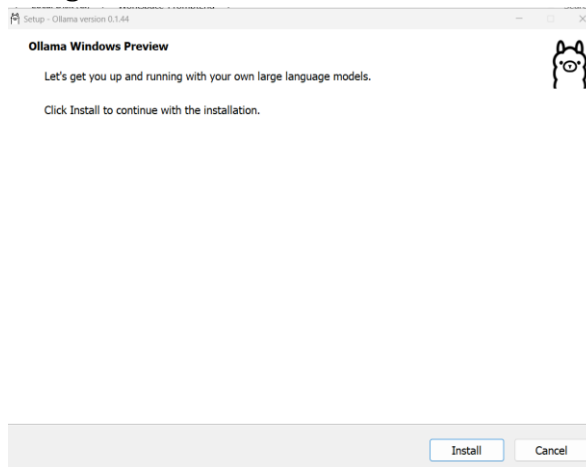 Setup - Ollama version 0.1.44
Ollama Windows Preview
Let's get you up and running with your own large language models.
Click Install to continue with the installation.
Install
Cancel